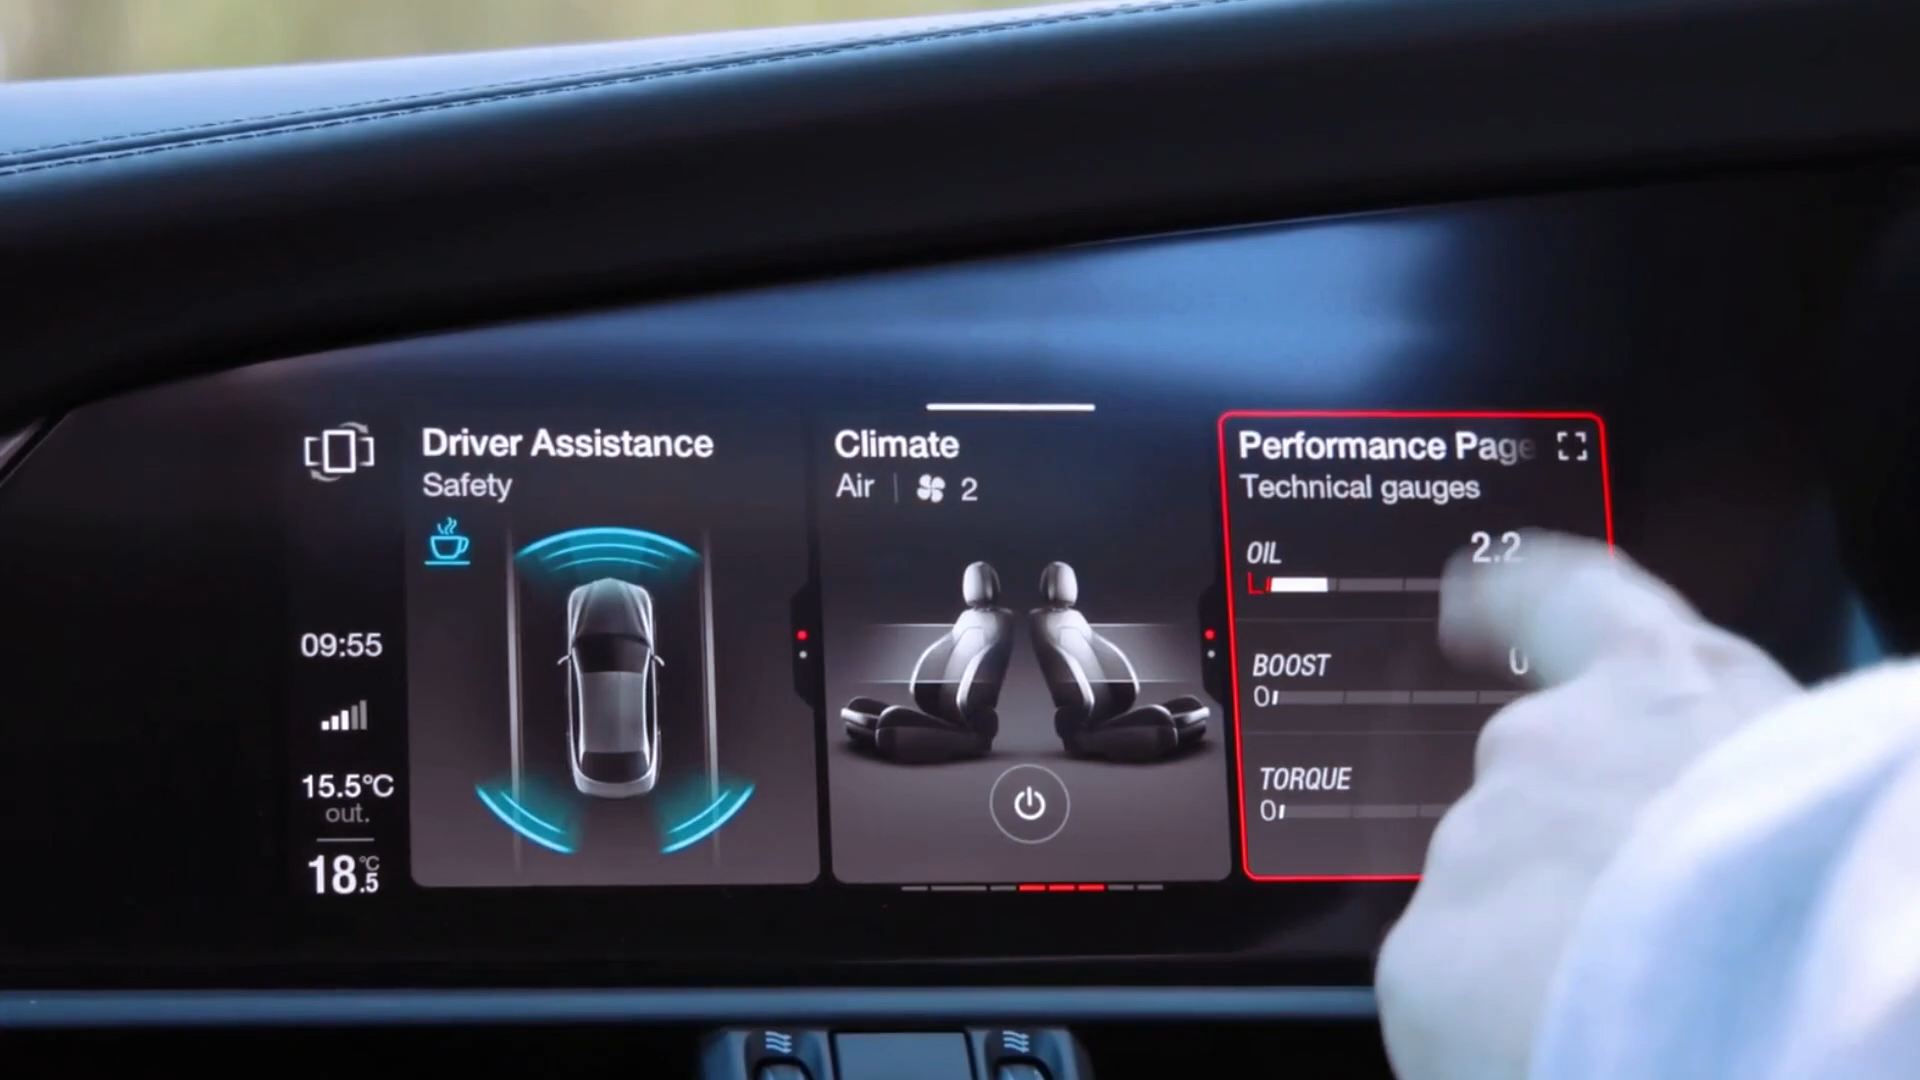 Driver Assistance
Safety
09:55
15.5°C
out.
18.5°C
Climate
Air | 2
Performance Page
Technical gauges
OIL 2.2
BOOST 0
0
TORQUE
0